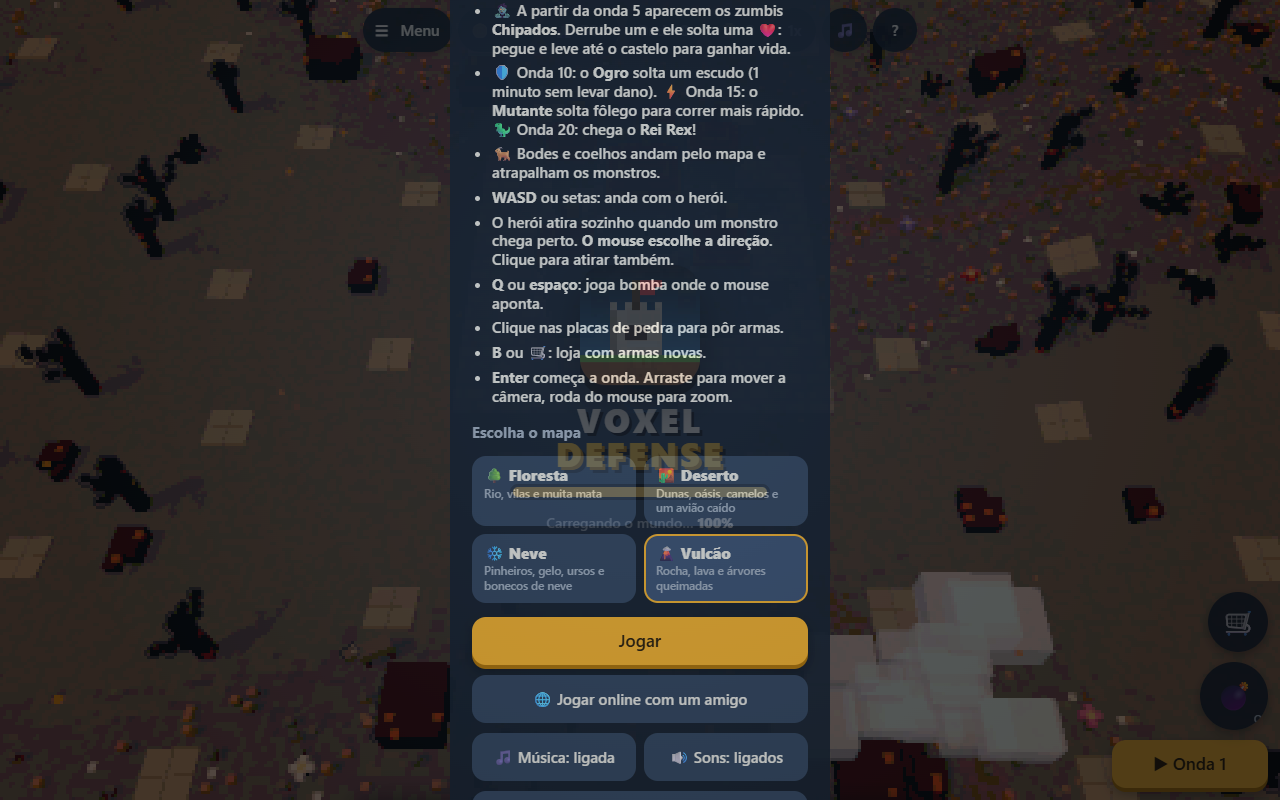 Menu
?
A partir da onda 5 aparecem os zumbis
Chipados. Derrube um e ele solta uma ❤️:
pegue e leve até o castelo para ganhar vida.
Onda 10: o Ogro solta um escudo (1
minuto sem levar dano). ⚡ Onda 15: o
Mutante solta fôlego para correr mais rápido.
Onda 20: chega o Rei Rex!
Bodes e coelhos andam pelo mapa e
atrapalham os monstros.
WASD ou setas: anda com o herói.
O herói atira sozinho quando um monstro
chega perto. O mouse escolhe a direção.
Clique para atirar também.
Q ou espaço: joga bomba onde o mouse
aponta.
Clique nas placas de pedra para pôr armas.
B ou 🛒: loja com armas novas.
Enter começa a onda. Arraste para mover a
câmera, roda do mouse para zoom.
VOXEL
DEFENSE
Escolha o mapa
Floresta
Rio, vilas e muita mata
Deserto
Dunas, oásis, camelos e
um avião caído
Carregando o mundo... 100%
Neve
Pinheiros, gelo, ursos e
bonecos de neve
Vulcão
Rocha, lava e árvores
queimadas
Jogar
Jogar online com um amigo
Música: ligada
Sons: ligados
▶ Onda 1